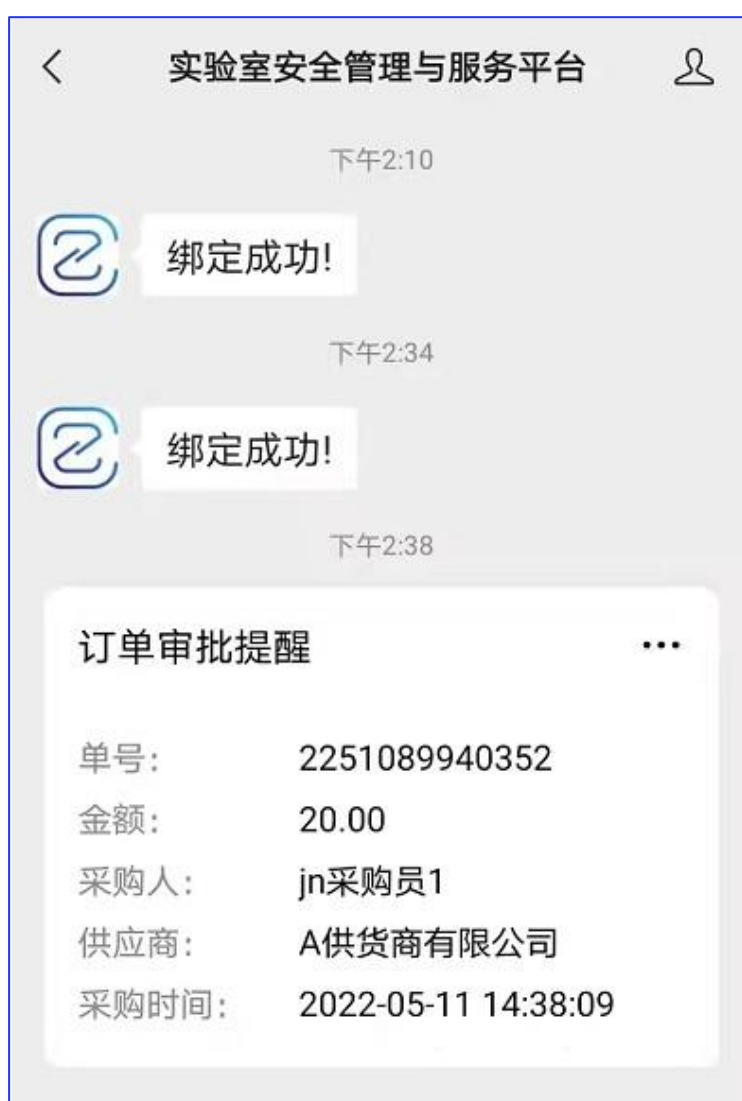 实验室安全管理与服务平台
下午2:10
绑定成功!
下午2:34
绑定成功!
下午2:38
订单审批提醒
单号: 2251089940352
金额: 20.00
采购人: jn采购员1
供应商: A供货商有限公司
采购时间: 2022-05-11 14:38:09